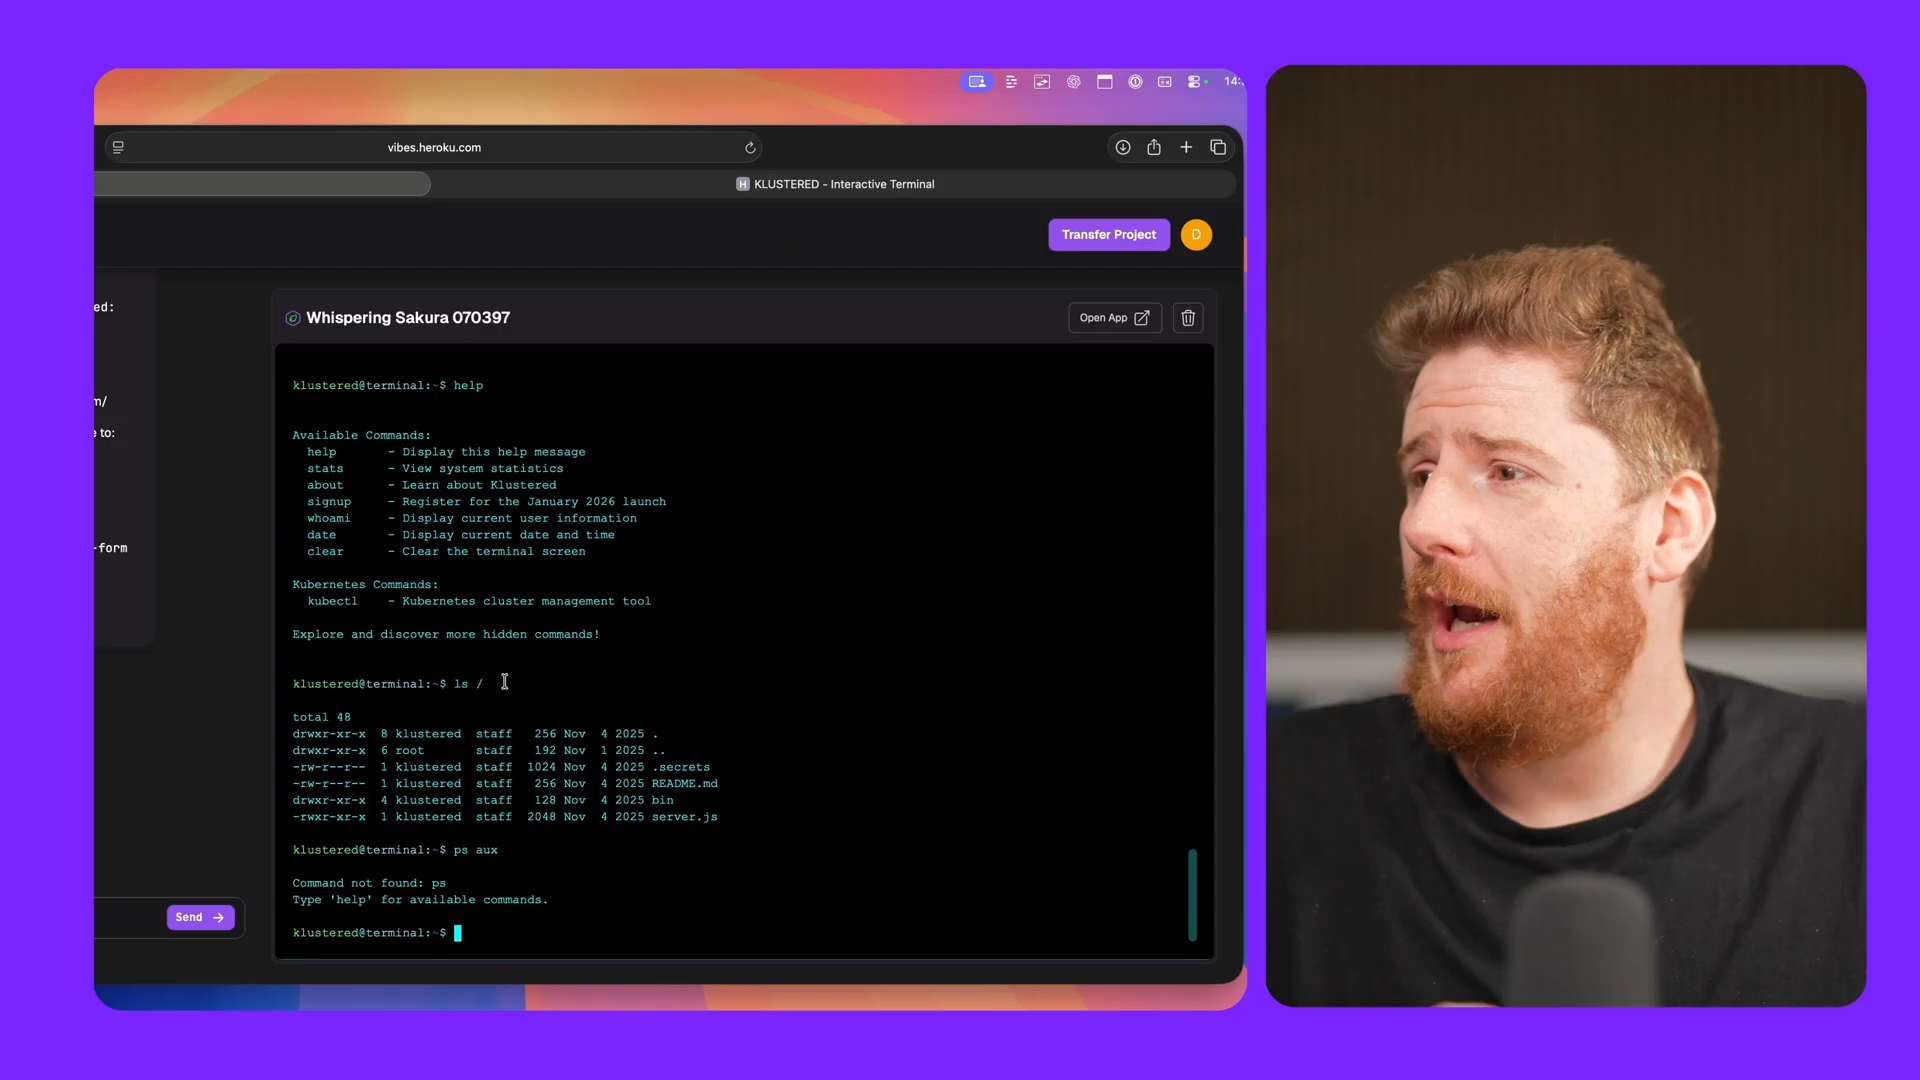 14:
vibes.heroku.com
KLUSTERED - Interactive Terminal
Transfer Project
D
ed:
m/
e to:
-form
Send
Whispering Sakura 070397
Open App
klustered@terminal:~$ help
Available Commands:
help - Display this help message
stats - View system statistics
about - Learn about Klustered
signup - Register for the January 2026 launch
whoami - Display current user information
date - Display current date and time
clear - Clear the terminal screen
Kubernetes Commands:
kubectl - Kubernetes cluster management tool
Explore and discover more hidden commands!
klustered@terminal:~$ ls /
total 48
drwxr-xr-x 8 klustered staff 256 Nov 4 2025 .
drwxr-xr-x 6 root staff 192 Nov 1 2025 ..
-rw-r--r-- 1 klustered staff 1024 Nov 4 2025 .secrets
-rw-r--r-- 1 klustered staff 256 Nov 4 2025 README.md
drwxr-xr-x 4 klustered staff 128 Nov 4 2025 bin
-rwxr-xr-x 1 klustered staff 2048 Nov 4 2025 server.js
klustered@terminal:~$ ps aux
Command not found: ps
Type 'help' for available commands.
klustered@terminal:~$